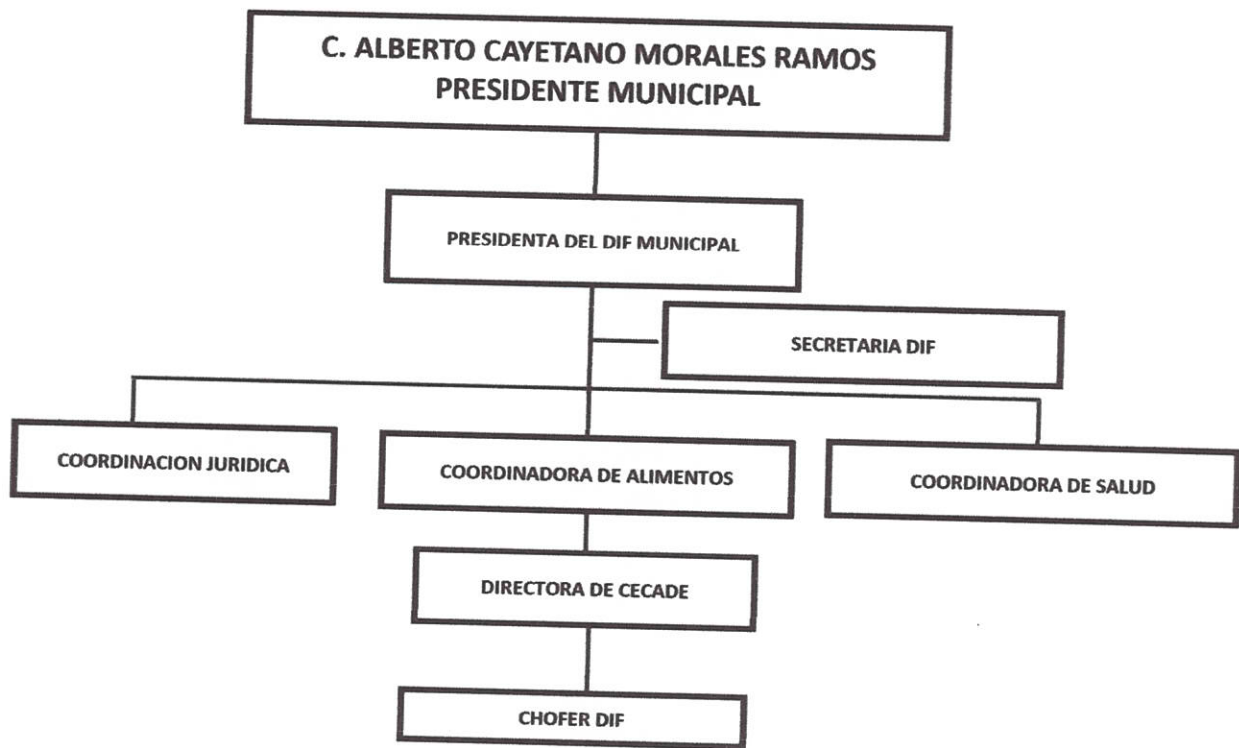 C. ALBERTO CAYETANO MORALES RAMOS
PRESIDENTE MUNICIPAL
PRESIDENTA DEL DIF MUNICIPAL
SECRETARIA DIF
COORDINACION JURIDICA
COORDINADORA DE ALIMENTOS
COORDINADORA DE SALUD
DIRECTORA DE CECADE
CHOFER DIF